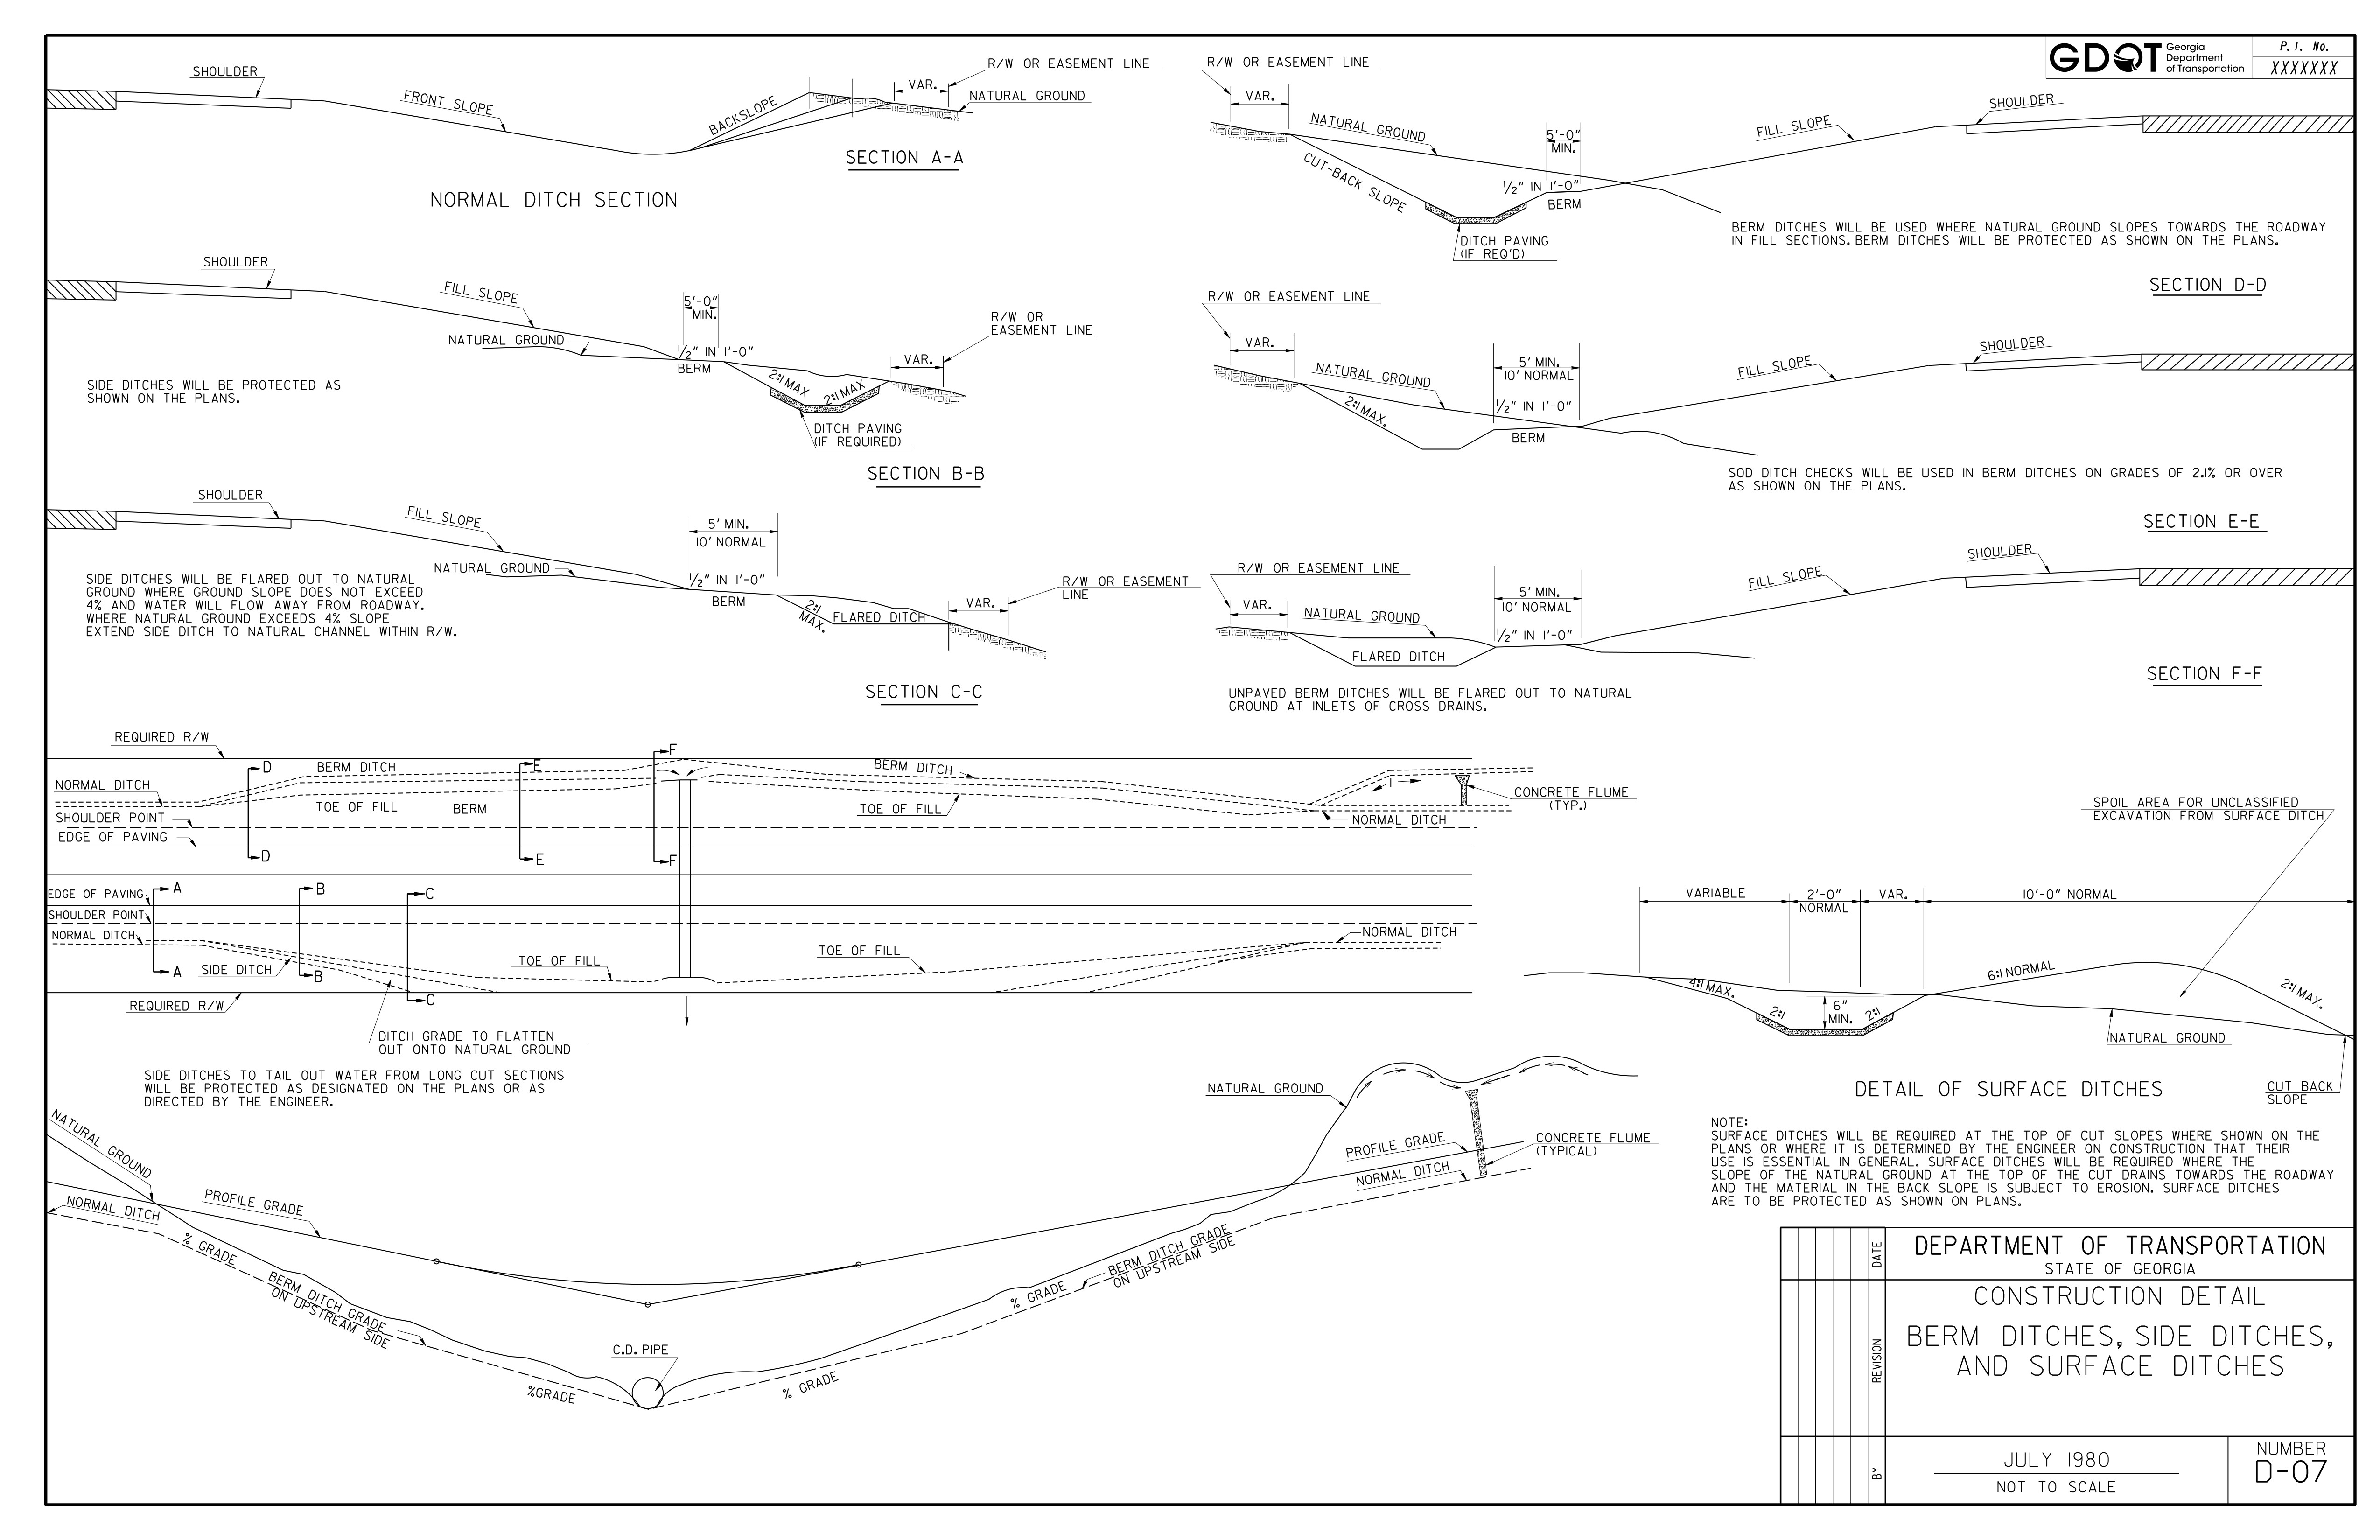 GDOT
Georgia
Department
of Transportation
P. I. No.
XXXXXXX
SHOULDER
FRONT SLOPE
BACKSLOPE
VAR.
R/W OR EASEMENT LINE
NATURAL GROUND
SECTION A-A
NORMAL DITCH SECTION
R/W OR EASEMENT LINE
VAR.
NATURAL GROUND
CUT-BACK SLOPE
5'-0"
MIN.
1/2" IN 1'-0"
BERM
DITCH PAVING
(IF REQ'D)
FILL SLOPE
SHOULDER
BERM DITCHES WILL BE USED WHERE NATURAL GROUND SLOPES TOWARDS THE ROADWAY
IN FILL SECTIONS. BERM DITCHES WILL BE PROTECTED AS SHOWN ON THE PLANS.
SECTION D-D
SHOULDER
FILL SLOPE
NATURAL GROUND
5'-0"
MIN.
1/2" IN 1'-0"
BERM
2:1 MAX
2:1 MAX
VAR.
R/W OR
EASEMENT LINE
DITCH PAVING
(IF REQUIRED)
SIDE DITCHES WILL BE PROTECTED AS
SHOWN ON THE PLANS.
SECTION B-B
R/W OR EASEMENT LINE
VAR.
NATURAL GROUND
2:1 MAX.
5' MIN.
10' NORMAL
1/2" IN 1'-0"
BERM
FILL SLOPE
SHOULDER
SOD DITCH CHECKS WILL BE USED IN BERM DITCHES ON GRADES OF 2.1% OR OVER
AS SHOWN ON THE PLANS.
SECTION E-E
SHOULDER
FILL SLOPE
NATURAL GROUND
5' MIN.
10' NORMAL
1/2" IN 1'-0"
BERM
2:1
MAX.
FLARED DITCH
VAR.
R/W OR EASEMENT
LINE
SIDE DITCHES WILL BE FLARED OUT TO NATURAL
GROUND WHERE GROUND SLOPE DOES NOT EXCEED
4% AND WATER WILL FLOW AWAY FROM ROADWAY.
WHERE NATURAL GROUND EXCEEDS 4% SLOPE
EXTEND SIDE DITCH TO NATURAL CHANNEL WITHIN R/W.
SECTION C-C
R/W OR EASEMENT LINE
VAR.
NATURAL GROUND
FLARED DITCH
5' MIN.
10' NORMAL
1/2" IN 1'-0"
FILL SLOPE
SHOULDER
UNPAVED BERM DITCHES WILL BE FLARED OUT TO NATURAL
GROUND AT INLETS OF CROSS DRAINS.
SECTION F-F
REQUIRED R/W
NORMAL DITCH
SHOULDER POINT
EDGE OF PAVING
D
D
BERM DITCH
TOE OF FILL
BERM
E
E
F
F
BERM DITCH
TOE OF FILL
1
NORMAL DITCH
CONCRETE FLUME
(TYP.)
EDGE OF PAVING
SHOULDER POINT
NORMAL DITCH
A
A
SIDE DITCH
B
B
C
C
TOE OF FILL
TOE OF FILL
NORMAL DITCH
REQUIRED R/W
DITCH GRADE TO FLATTEN
OUT ONTO NATURAL GROUND
SIDE DITCHES TO TAIL OUT WATER FROM LONG CUT SECTIONS
WILL BE PROTECTED AS DESIGNATED ON THE PLANS OR AS
DIRECTED BY THE ENGINEER.
SPOIL AREA FOR UNCLASSIFIED
EXCAVATION FROM SURFACE DITCH
VARIABLE
2'-0"
NORMAL
VAR.
10'-0" NORMAL
4:1 MAX.
2:1
6"
MIN.
2:1
6:1 NORMAL
2:1 MAX.
NATURAL GROUND
CUT BACK
SLOPE
DETAIL OF SURFACE DITCHES
NOTE:
SURFACE DITCHES WILL BE REQUIRED AT THE TOP OF CUT SLOPES WHERE SHOWN ON THE
PLANS OR WHERE IT IS DETERMINED BY THE ENGINEER ON CONSTRUCTION THAT THEIR
USE IS ESSENTIAL IN GENERAL. SURFACE DITCHES WILL BE REQUIRED WHERE THE
SLOPE OF THE NATURAL GROUND AT THE TOP OF THE CUT DRAINS TOWARDS THE ROADWAY
AND THE MATERIAL IN THE BACK SLOPE IS SUBJECT TO EROSION. SURFACE DITCHES
ARE TO BE PROTECTED AS SHOWN ON PLANS.
NATURAL GROUND
NORMAL DITCH
PROFILE GRADE
% GRADE
BERM DITCH GRADE
ON UPSTREAM SIDE
%GRADE
C.D. PIPE
% GRADE
% GRADE
BERM DITCH GRADE
ON UPSTREAM SIDE
NATURAL GROUND
PROFILE GRADE
NORMAL DITCH
CONCRETE FLUME
(TYPICAL)
DATE
REVISION
BY
DEPARTMENT OF TRANSPORTATION
STATE OF GEORGIA
CONSTRUCTION DETAIL
BERM DITCHES, SIDE DITCHES,
AND SURFACE DITCHES
JULY 1980
NOT TO SCALE
NUMBER
D-07